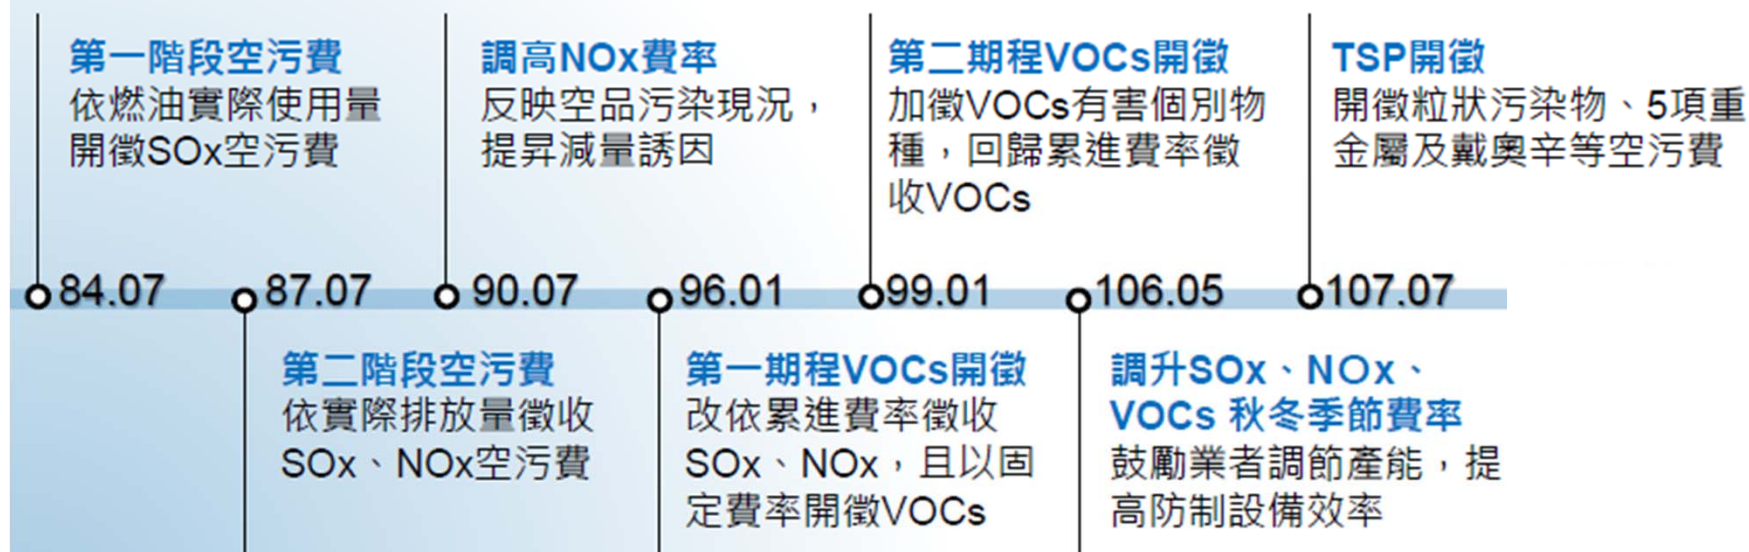 第一階段空污費
依燃油實際使用量
開徵SOx空污費
調高NOx費率
反映空品污染現況，
提昇減量誘因
第二期程VOCs開徵
加徵VOCs有害個別物
種，回歸累進費率徵
收VOCs
TSP開徵
開徵粒狀污染物、5項重
金屬及戴奧辛等空污費
84.07
87.07
90.07
96.01
99.01
106.05
107.07
第二階段空污費
依實際排放量徵收
SOx、NOx空污費
第一期程VOCs開徵
改依累進費率徵收
SOx、NOx，且以固
定費率開徵VOCs
調升SOx、NOx、
VOCs 秋冬季節費率
鼓勵業者調節產能，提
高防制設備效率